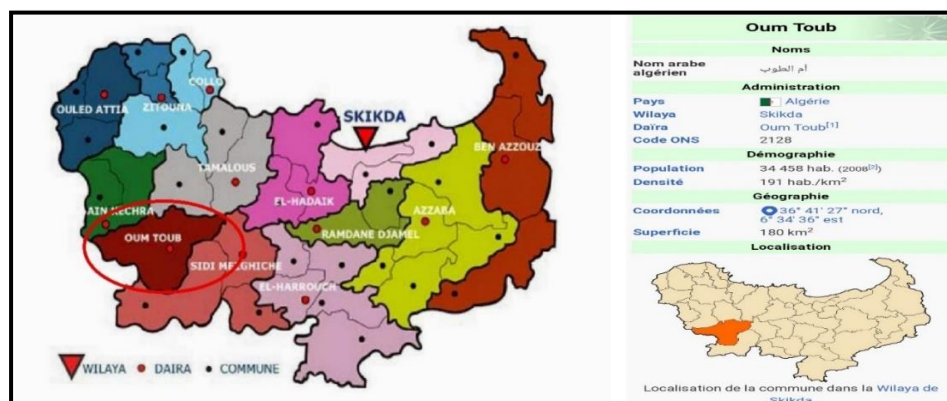 COLLO
OULED ATTIA
ZITOUNA
SKIKDA
BEN AZZOUZ
TAMALOUS
EL-HADAIK
AIN KECHRA
AZZABA
OUM TOUB
RAMDANE DJAMEL
SIDI MEZGHICHE
EL-HARROUCH
WILAYA DAIRA COMMUNE
Oum Toub
Noms
Nom arabe algérien أم الطوب
Administration
Pays Algérie
Wilaya Skikda
Daïra Oum Toub[1]
Code ONS 2128
Démographie
Population 34 458 hab. (2008[2])
Densité 191 hab./km²
Géographie
Coordonnées 36° 41′ 27″ nord,
6° 34′ 36″ est
Superficie 180 km²
Localisation
Localisation de la commune dans la Wilaya de
Skikda